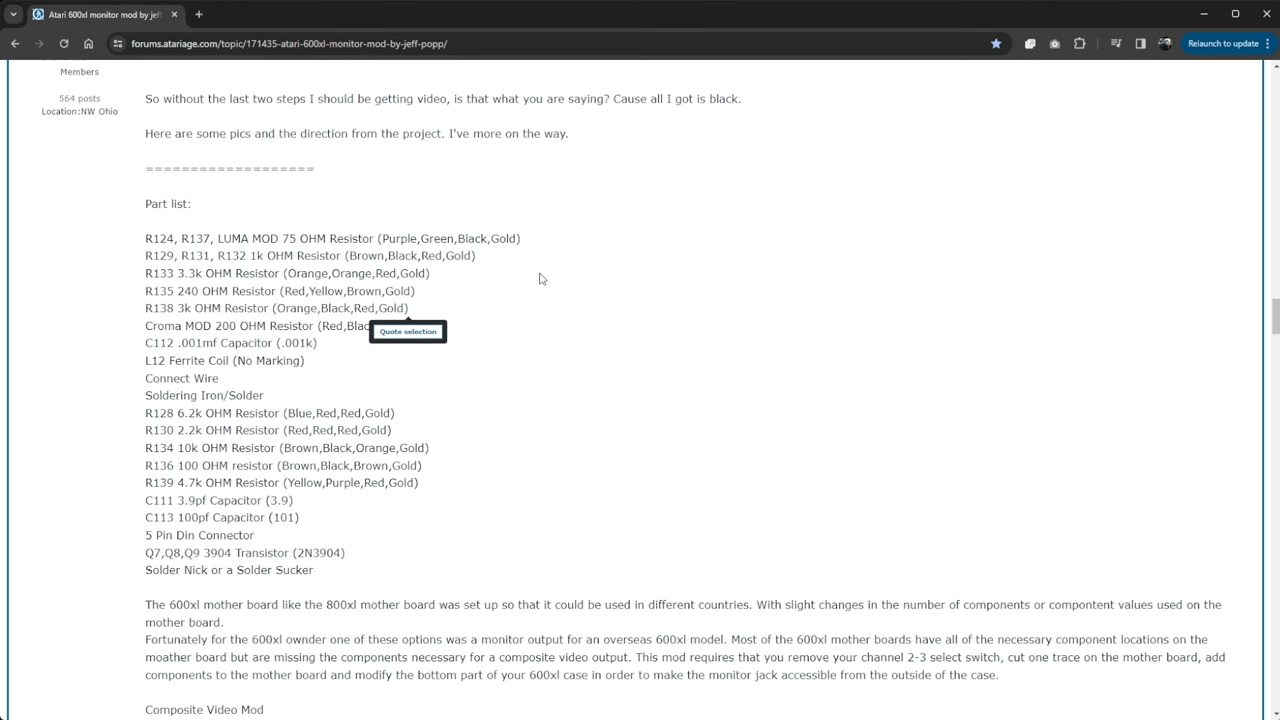 Atari 600xl monitor mod by jeff
forums.atariage.com/topic/171435-atari-600xl-monitor-mod-by-jeff-popp/
Relaunch to update
Members
564 posts
Location:NW Ohio
So without the last two steps I should be getting video, is that what you are saying? Cause all I got is black.
Here are some pics and the direction from the project. I've more on the way.
===================
Part list:
R124, R137, LUMA MOD 75 OHM Resistor (Purple,Green,Black,Gold)
R129, R131, R132 1k OHM Resistor (Brown,Black,Red,Gold)
R133 3.3k OHM Resistor (Orange,Orange,Red,Gold)
R135 240 OHM Resistor (Red,Yellow,Brown,Gold)
R138 3k OHM Resistor (Orange,Black,Red,Gold)
Croma MOD 200 OHM Resistor (Red,Blac
Quote selection
C112 .001mf Capacitor (.001k)
L12 Ferrite Coil (No Marking)
Connect Wire
Soldering Iron/Solder
R128 6.2k OHM Resistor (Blue,Red,Red,Gold)
R130 2.2k OHM Resistor (Red,Red,Red,Gold)
R134 10k OHM Resistor (Brown,Black,Orange,Gold)
R136 100 OHM resistor (Brown,Black,Brown,Gold)
R139 4.7k OHM Resistor (Yellow,Purple,Red,Gold)
C111 3.9pf Capacitor (3.9)
C113 100pf Capacitor (101)
5 Pin Din Connector
Q7,Q8,Q9 3904 Transistor (2N3904)
Solder Nick or a Solder Sucker
The 600xl mother board like the 800xl mother board was set up so that it could be used in different countries. With slight changes in the number of components or compontent values used on the
mother board.
Fortunately for the 600xl ownder one of these options was a monitor output for an overseas 600xl model. Most of the 600xl mother boards have all of the necessary component locations on the
moather board but are missing the components necessary for a composite video output. This mod requires that you remove your channel 2-3 select switch, cut one trace on the mother board, add
components to the mother board and modify the bottom part of your 600xl case in order to make the monitor jack accessible from the outside of the case.
Composite Video Mod